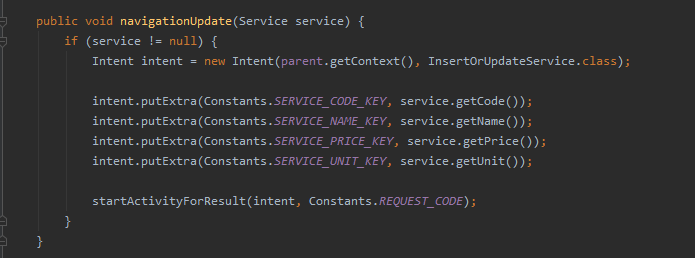 public void navigationUpdate(Service service) {
if (service != null) {
Intent intent = new Intent(parent.getContext(), InsertOrUpdateService.class);
intent.putExtra(Constants.SERVICE_CODE_KEY, service.getCode());
intent.putExtra(Constants.SERVICE_NAME_KEY, service.getName());
intent.putExtra(Constants.SERVICE_PRICE_KEY, service.getPrice());
intent.putExtra(Constants.SERVICE_UNIT_KEY, service.getUnit());
startActivityForResult(intent, Constants.REQUEST_CODE);
}
}